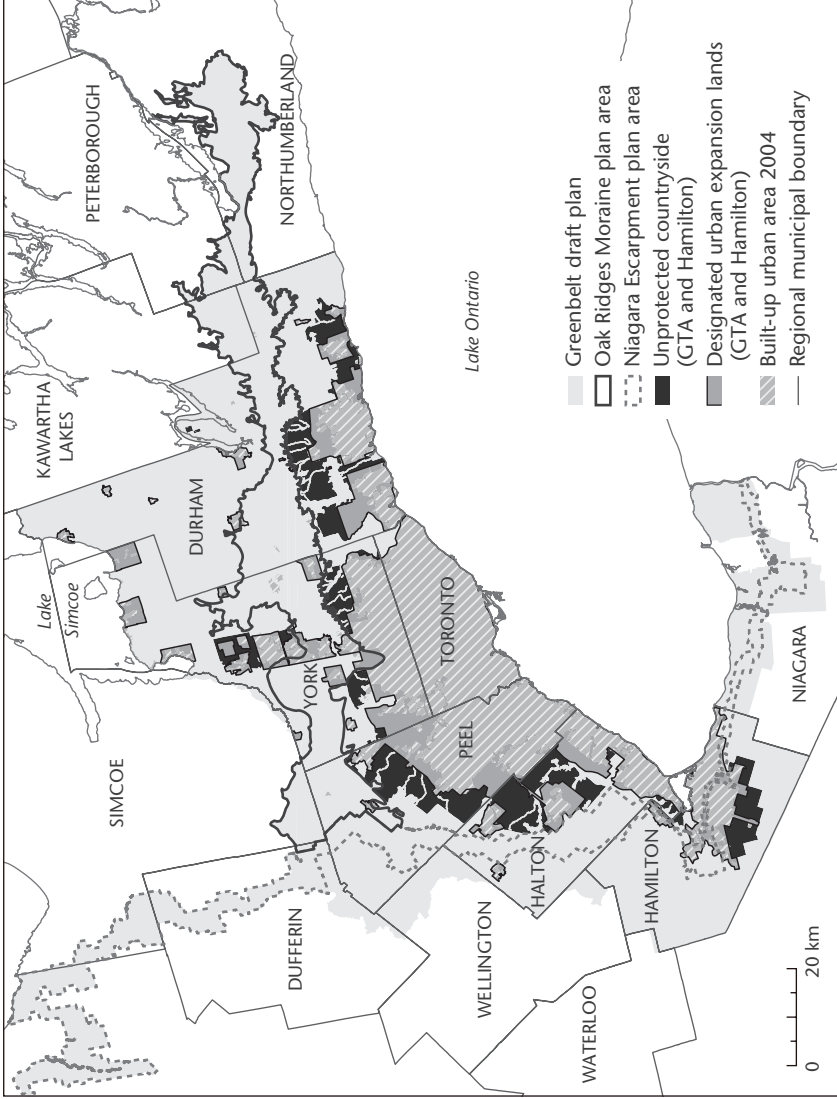 PETERBOROUGH
NORTHUMBERLAND
KAWARTHA
LAKES
DURHAM
Lake
Simcoe
Lake Ontario
SIMCOE
YORK
TORONTO
PEEL
DUFFERIN
HALTON
WELLINGTON
HAMILTON
NIAGARA
WATERLOO
Greenbelt draft plan
Oak Ridges Moraine plan area
Niagara Escarpment plan area
Unprotected countryside
(GTA and Hamilton)
Designated urban expansion lands
(GTA and Hamilton)
Built-up urban area 2004
Regional municipal boundary
0 20 km